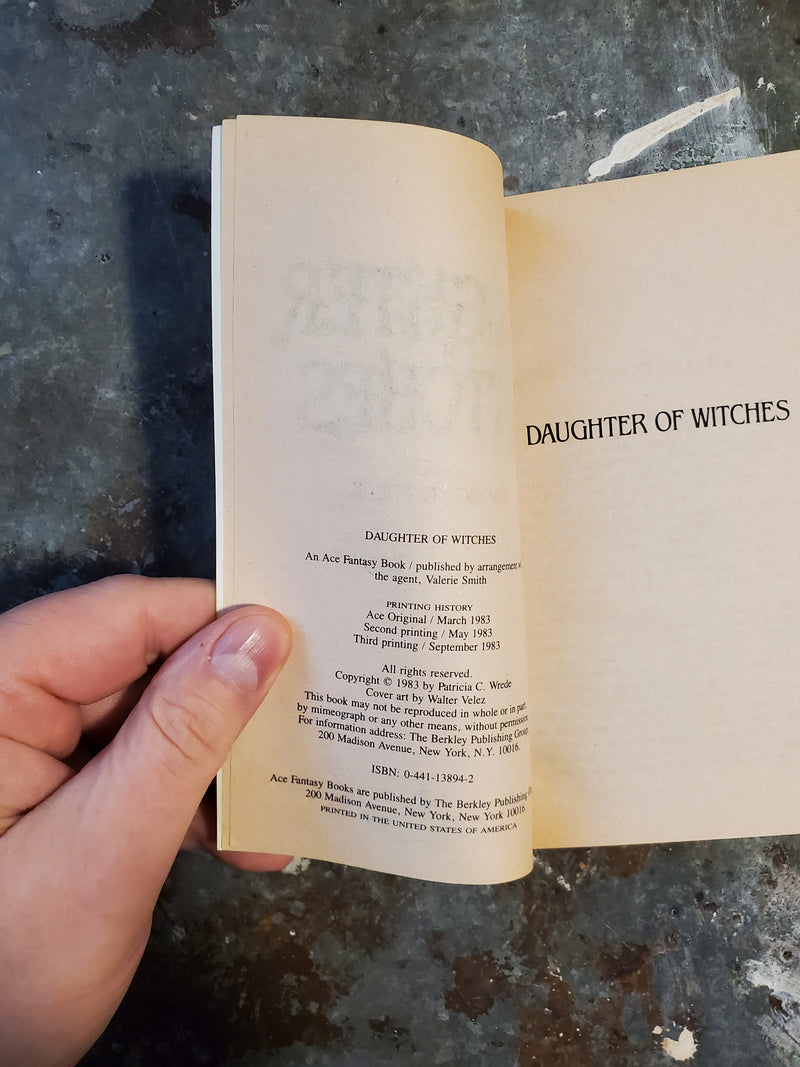 DAUGHTER OF WITCHES
An Ace Fantasy Book / published by arrangement
the agent, Valerie Smith
PRINTING HISTORY
Ace Original / March 1983
Second printing / May 1983
Third printing / September 1983
All rights reserved.
Copyright © 1983 by Patricia C. Wrede
Cover art by Walter Velez
This book may not be reproduced in whole or in part,
by mimeograph or any other means, without permission.
For information address: The Berkley Publishing Group,
200 Madison Avenue, New York, N.Y. 10016.
ISBN: 0-441-13894-2
Ace Fantasy Books are published by The Berkley Publishing
200 Madison Avenue, New York, New York 10016.
PRINTED IN THE UNITED STATES OF AMERICA
DAUGHTER OF WITCHES